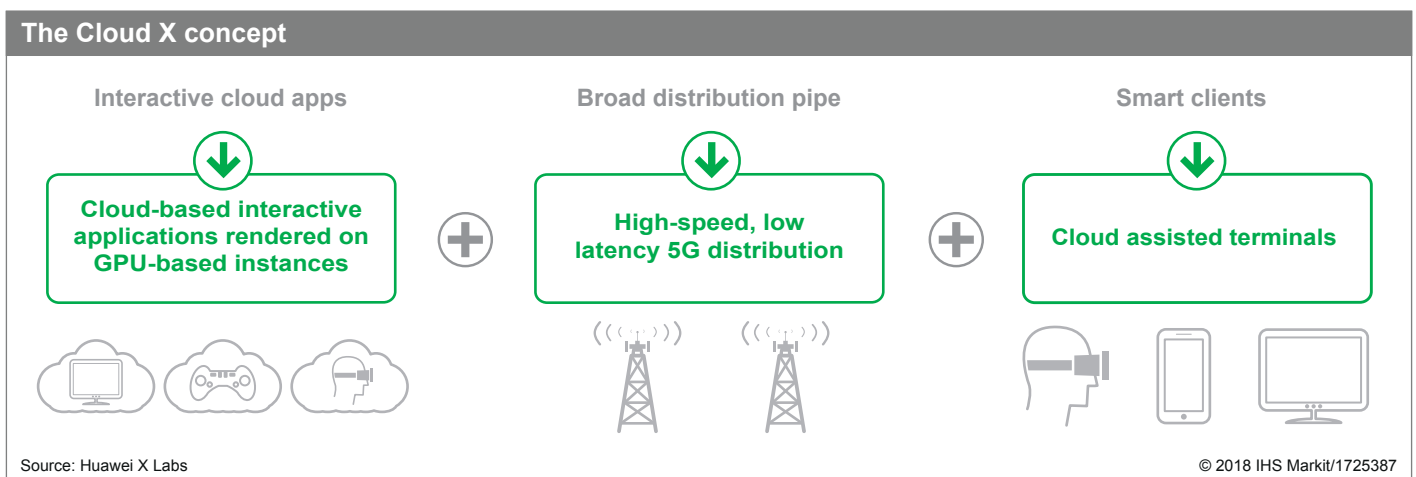 The Cloud X concept
Interactive cloud apps
Cloud-based interactive
applications rendered on
GPU-based instances
Broad distribution pipe
High-speed, low
latency 5G distribution
Smart clients
Cloud assisted terminals
Source: Huawei X Labs
© 2018 IHS Markit/1725387